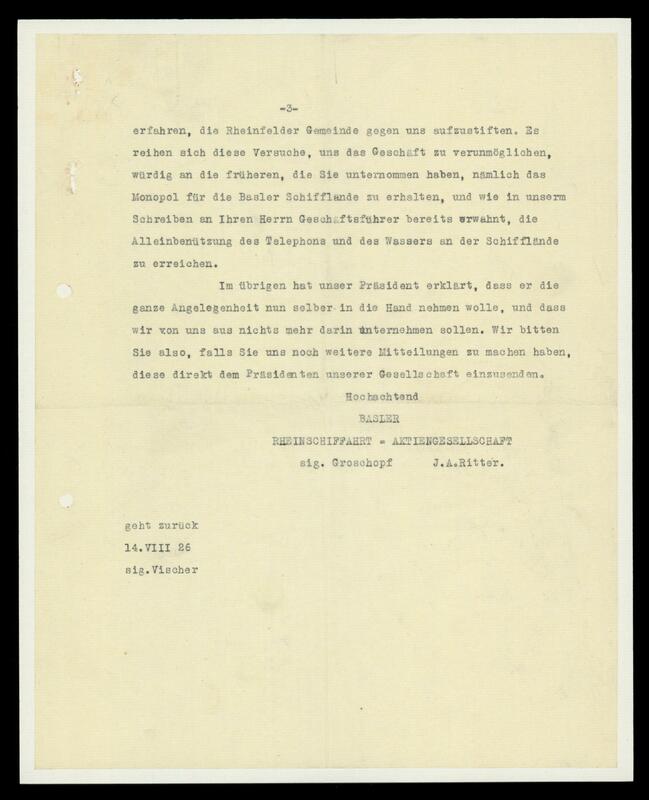 -3-
erfahren, die Rheinfelder Gemeinde gegen uns aufzustiften. Es
reihen sich diese Versuche, uns das Geschäft zu verunmöglichen,
würdig an die früheren, die Sie unternommen haben, nämlich das
Monopol für die Basler Schifflände zu erhalten, und wie in unserm
Schreiben an Ihren Herrn Geschäftsführer bereits erwähnt, die
Alleinbenützung des Telephons und des Wassers an der Schifflände
zu erreichen.
Im übrigen hat unser Präsident erklärt, dass er die
ganze Angelegenheit nun selber in die Hand nehmen wolle, und dass
wir von uns aus nichts mehr darin unternehmen sollen. Wir bitten
Sie also, falls Sie uns noch weitere Mitteilungen zu machen haben,
diese direkt dem Präsidenten unserer Gesellschaft einzusenden.
Hochachtend
BASLER
RHEINSCHIFFAHRT = AKTIENGESELLSCHAFT
sig. Groschopf J.A.Ritter.
geht zurück
14.VIII 26
sig.Vischer